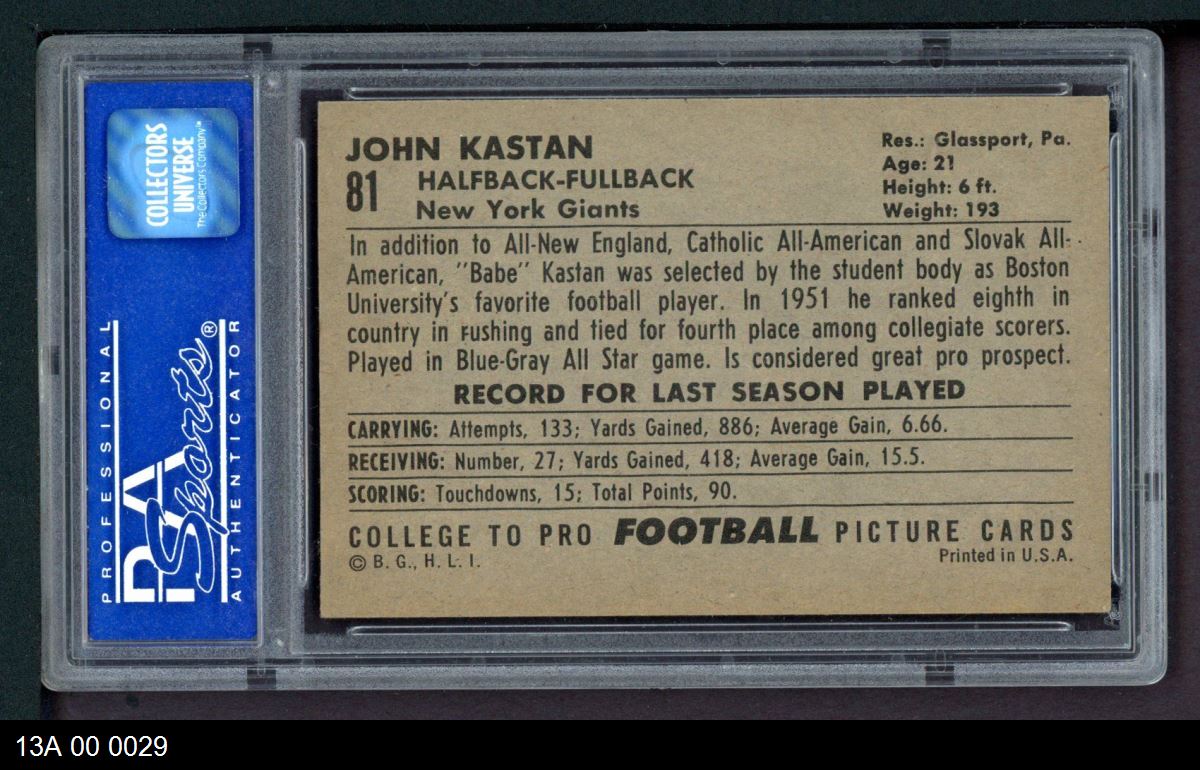 COLLECTORS
UNIVERSE
The Collectors Company™
PROFESSIONAL
PSA
Sports®
AUTHENTICATOR
JOHN KASTAN
81
HALFBACK-FULLBACK
New York Giants
Res.: Glassport, Pa.
Age: 21
Height: 6 ft.
Weight: 193
In addition to All-New England, Catholic All-American and Slovak All-
American, "Babe" Kastan was selected by the student body as Boston
University's favorite football player. In 1951 he ranked eighth in
country in rushing and tied for fourth place among collegiate scorers.
Played in Blue-Gray All Star game. Is considered great pro prospect.
RECORD FOR LAST SEASON PLAYED
CARRYING: Attempts, 133; Yards Gained, 886; Average Gain, 6.66.
RECEIVING: Number, 27; Yards Gained, 418; Average Gain, 15.5.
SCORING: Touchdowns, 15; Total Points, 90.
COLLEGE TO PRO FOOTBALL PICTURE CARDS
© B. G., H. L. I.
Printed in U.S.A.
13A 00 0029